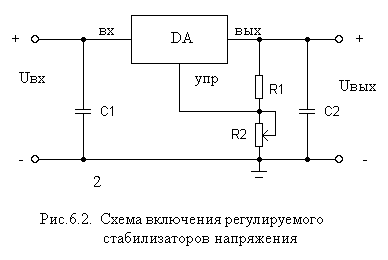 + вх DA вых +
Uвх упр R1 Uвых
C1 R2 C2
- -
2
Рис.6.2. Схема включения регулируемого
стабилизаторов напряжения